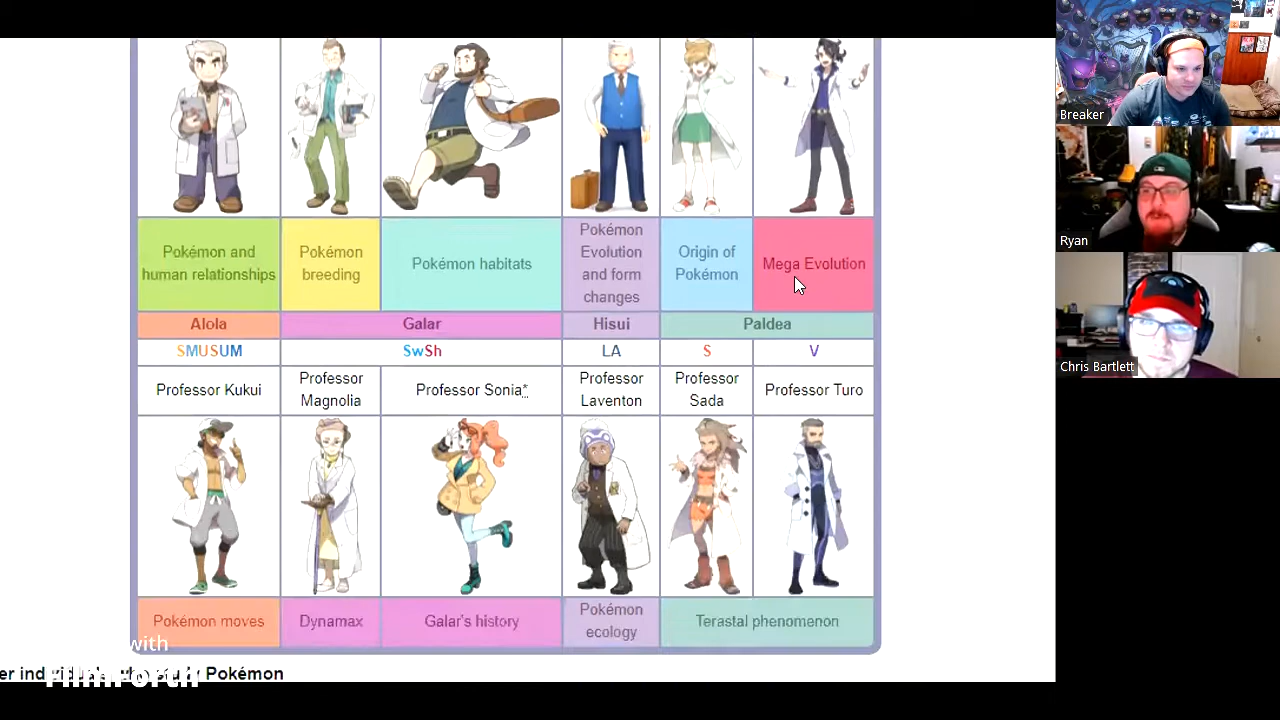 Breaker
Pokémon and
human relationships
Pokémon
breeding
Pokémon habitats
Pokémon
Evolution
and form
changes
Origin of
Pokémon
Mega Evolution
Ryan
Alola
Galar
Hisui
Paldea
SMUSUM
SwSh
LA
S
V
Professor Kukui
Professor
Magnolia
Professor Sonia*
Professor
Laventon
Professor
Sada
Professor Turo
Chris Bartlett
Pokémon moves
Dynamax
Galar's history
Pokémon
ecology
Terastal phenomenon
with
Pokémon
FilmForth